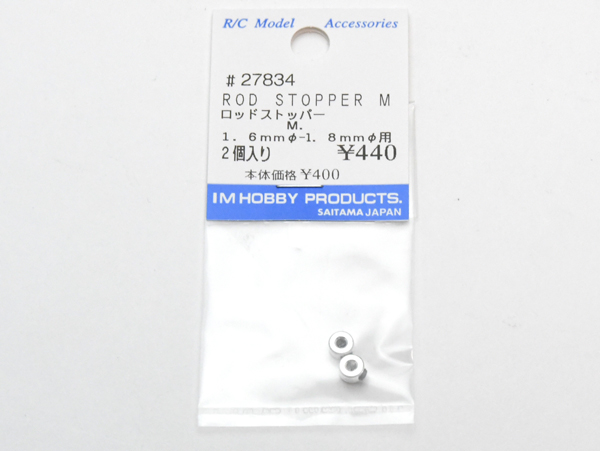 R/C Model Accessories
#27834
ROD STOPPER M
ロッドストッパー
M.
1.6mmφ-1.8mmφ用
2個入り ¥440
本体価格 ¥400
IM HOBBY PRODUCTS.
SAITAMA JAPAN